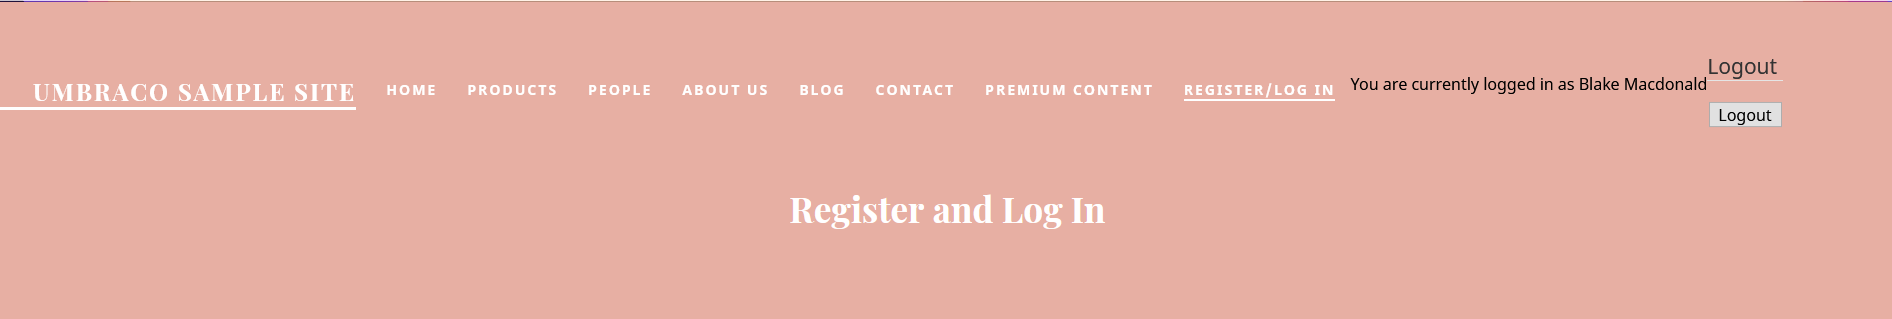 UMBRACO SAMPLE SITE
HOME PRODUCTS PEOPLE ABOUT US BLOG CONTACT PREMIUM CONTENT REGISTER/LOG IN
You are currently logged in as Blake Macdonald
Logout
Logout
Register and Log In